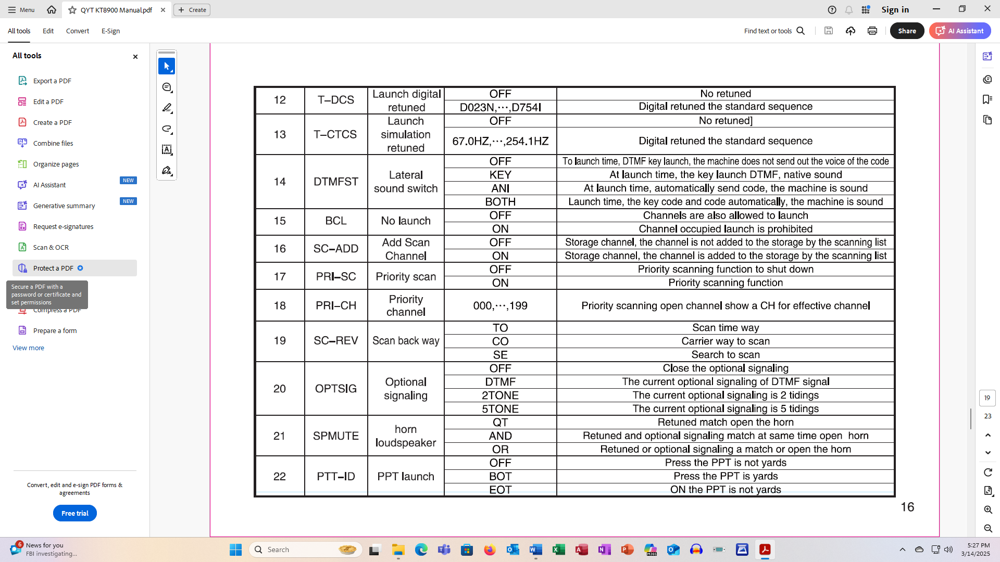 Menu
QYT KT8900 Manual.pdf
Create
Sign in
All tools
Edit
Convert
E-Sign
Find text or tools
Share
AI Assistant
All tools
Export a PDF
Edit a PDF
Create a PDF
Combine files
Organize pages
AI Assistant
NEW
Generative summary
NEW
Request e-signatures
Scan & OCR
Protect a PDF
Secure a PDF with a
password or certificate and
set permissions
Compress a PDF
Prepare a form
View more
Convert, edit and e-sign PDF forms &
agreements
Free trial
12 T–DCS Launch digital retuned OFF No retuned
D023N,···,D754I Digital retuned the standard sequence
13 T–CTCS Launch simulation retuned OFF No retuned]
67.0HZ,···,254.1HZ Digital retuned the standard sequence
14 DTMFST Lateral sound switch OFF To launch time, DTMF key launch, the machine does not send out the voice of the code
KEY At launch time, the key launch DTMF, native sound
ANI At launch time, automatically send code, the machine is sound
BOTH Launch time, the key code and code automatically, the machine is sound
15 BCL No launch OFF Channels are also allowed to launch
ON Channel occupied launch is prohibited
16 SC–ADD Add Scan Channel OFF Storage channel, the channel is not added to the storage by the scanning list
ON Storage channel, the channel is added to the storage by the scanning list
17 PRI–SC Priority scan OFF Priority scanning function to shut down
ON Priority scanning function
18 PRI–CH Priority channel 000,···,199 Priority scanning open channel show a CH for effective channel
19 SC–REV Scan back way TO Scan time way
CO Carrier way to scan
SE Search to scan
20 OPTSIG Optional signaling OFF Close the optional signaling
DTMF The current optional signaling of DTMF signal
2TONE The current optional signaling is 2 tidings
5TONE The current optional signaling is 5 tidings
21 SPMUTE horn loudspeaker QT Retuned match open the horn
AND Retuned and optional signaling match at same time open horn
OR Retuned or optional signaling a match or open the horn
22 PTT–ID PPT launch OFF Press the PPT is not yards
BOT Press the PPT is yards
EOT ON the PPT is not yards
16
19
23
6
News for you
FBI investigating...
Search
M365
5:27 PM
3/14/2025